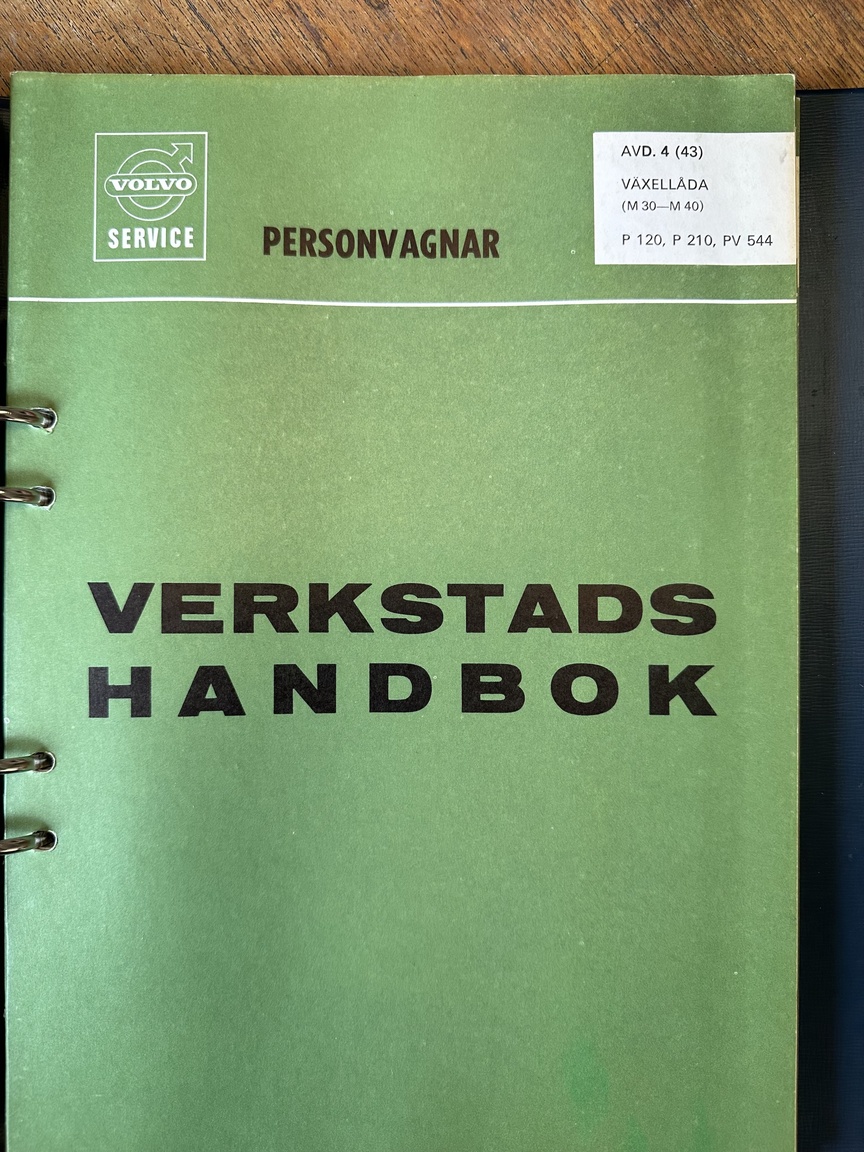 VOLVO
SERVICE
PERSONVAGNAR
AVD. 4 (43)
VÄXELLÅDA
(M 30—M 40)
P 120, P 210, PV 544
VERKSTADS
HANDBOK